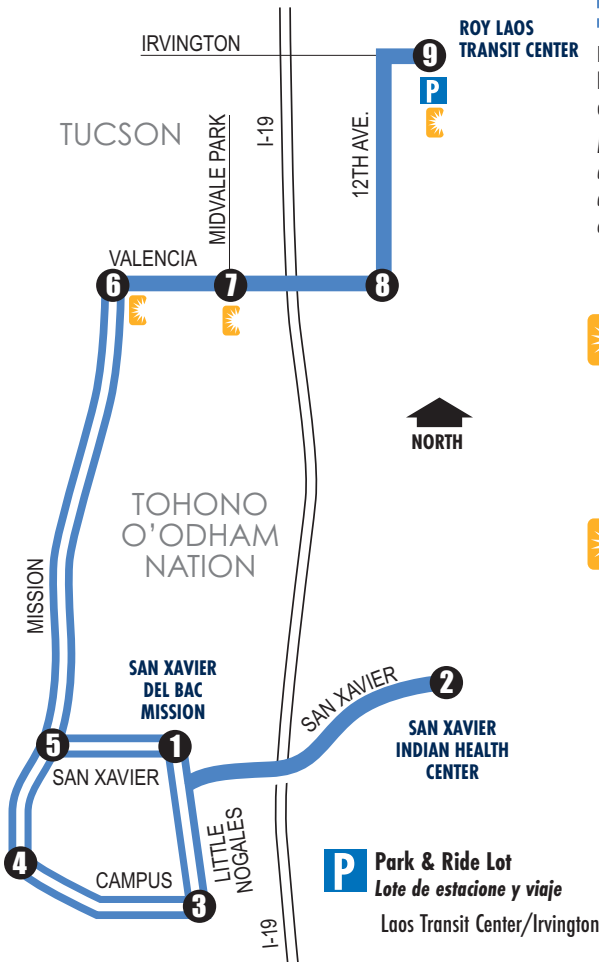 ROY LAOS
TRANSIT CENTER
IRVINGTON
9
P
TUCSON
MIDVALE PARK
I-19
12TH AVE.
VALENCIA
6
7
8
NORTH
TOHONO
O’ODHAM
NATION
MISSION
SAN XAVIER
DEL BAC
MISSION
SAN XAVIER
2
SAN XAVIER
INDIAN HEALTH
CENTER
5
1
SAN XAVIER
4
CAMPUS
LITTLE
NOGALES
3
I-19
P
Park & Ride Lot
Lote de estacione y viaje
Laos Transit Center/Irvington